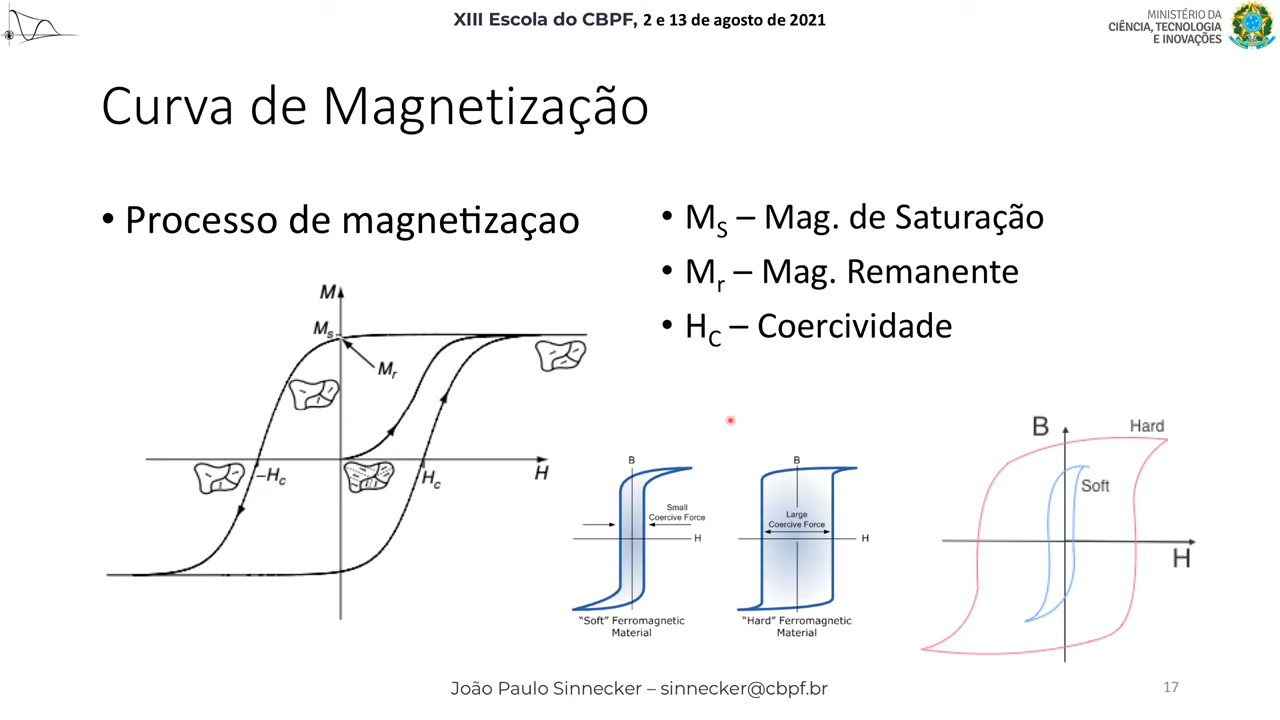 XIII Escola do CBPF, 2 e 13 de agosto de 2021
MINISTÉRIO DA
CIÊNCIA, TECNOLOGIA
E INOVAÇÕES
Curva de Magnetização
• Processo de magnetizaçao
• MS – Mag. de Saturação
• Mr – Mag. Remanente
• HC – Coercividade
M
Ms
Mr
–Hc
Hc
H
B
Small
Coercive Force
H
"Soft" Ferromagnetic
Material
B
Large
Coercive Force
H
"Hard" Ferromagnetic
Material
B
Hard
Soft
H
João Paulo Sinnecker – sinnecker@cbpf.br
17